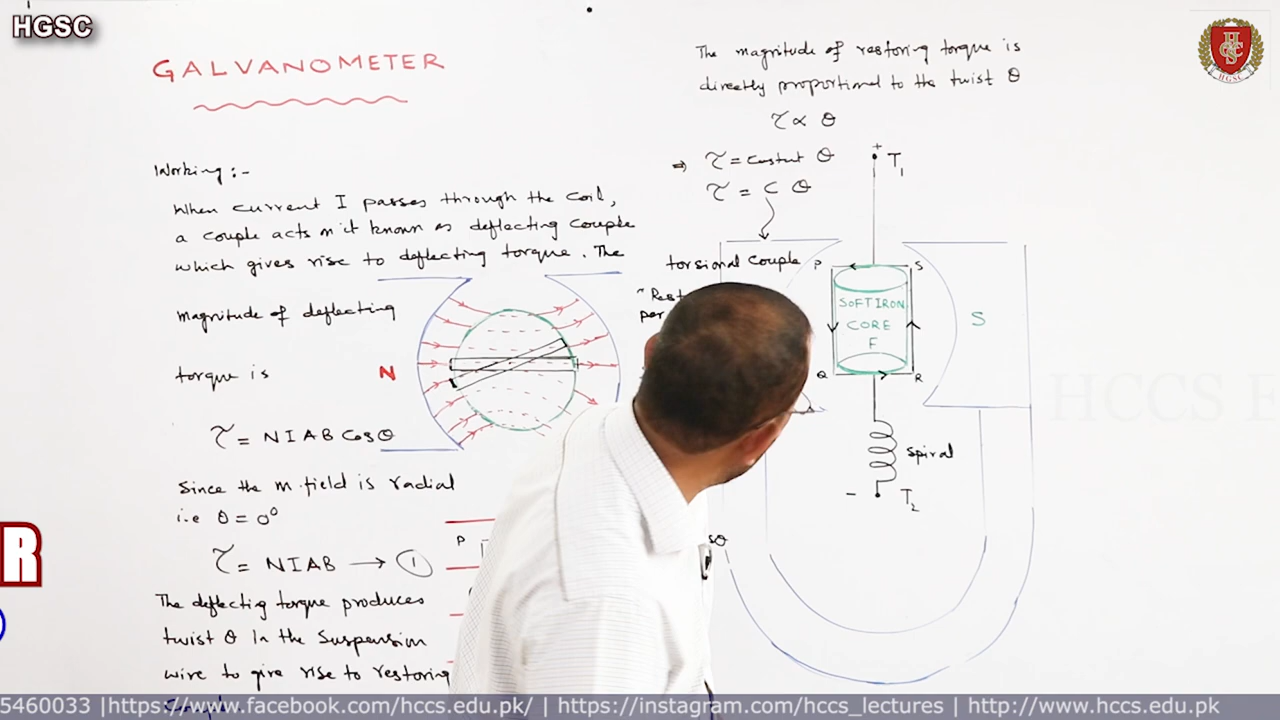 HGSC
GALVANOMETER
Working:-
When current I passes through the coil,
a couple acts on it known as deflecting couple
which gives rise to deflecting torque. The
magnitude of deflecting
torque is
τ = NIAB Cosθ
Since the m.field is radial
i.e θ = 0°
τ = NIAB → 1
The deflecting torque produces
twist θ in the suspension
wire to give rise to restoring
N
P
The magnitude of restoring torque is
directly proportional to the twist θ
τ ∝ θ
⇒ τ = constant θ
τ = C θ
torsional couple
per
+
T1
P
S
SOFT IRON
CORE
F
Q
R
S
spiral
- T2
HGSC
HCCS E
R
5460033 |https://www.facebook.com/hccs.edu.pk/ | https://instagram.com/hccs_lectures | http://www.hccs.edu.pk